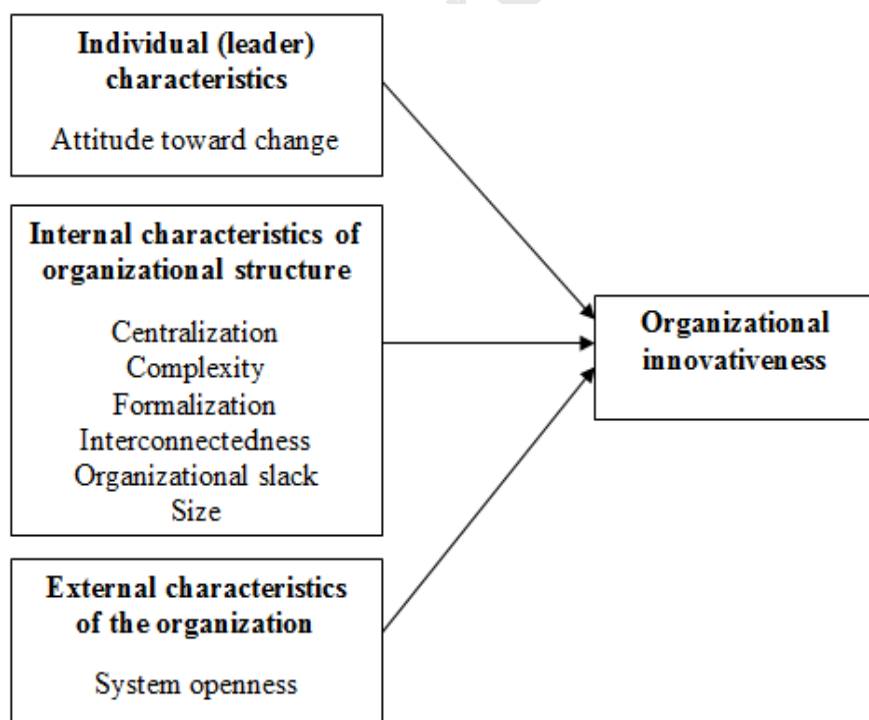 Individual (leader)
characteristics
Attitude toward change
Internal characteristics of
organizational structure
Centralization
Complexity
Formalization
Interconnectedness
Organizational slack
Size
External characteristics
of the organization
System openness
Organizational
innovativeness